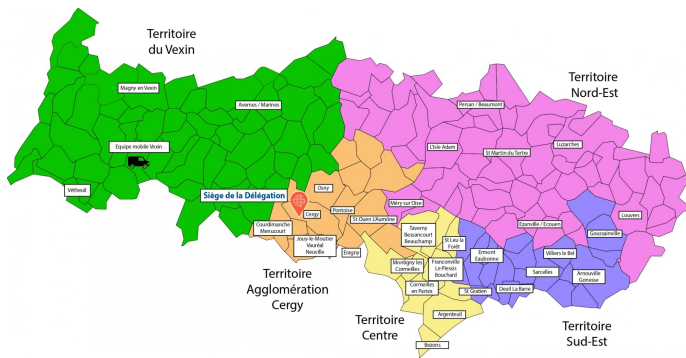 Territoire
du Vexin
Territoire
Nord-Est
Magny en Vexin
Avernes / Marines
Persan / Beaumont
Equipe mobile Vexin
L'Isle Adam
St Martin du Tertre
Luzarches
Vétheuil
Siège de la Délégation
Osny
Cergy
Pontoise
St Ouen L'Aumône
Méry sur Oise
Louvres
Courdimanche
Menucourt
Jouy-le-Moutier
Vauréal
Neuville
Eragny
Taverny
Bessancourt
Beauchamp
St Leu la
Forêt
Ezanville / Ecouen
Goussainville
Ermont
Eaubonne
Villiers le Bel
Montigny les
Cormeilles
Franconville
Le Plessis
Bouchard
Sarcelles
Arnouville
Gonesse
Cormeilles
en Parisis
St Gratien
Deuil La Barre
Argenteuil
Bezons
Territoire
Agglomération
Cergy
Territoire
Centre
Territoire
Sud-Est